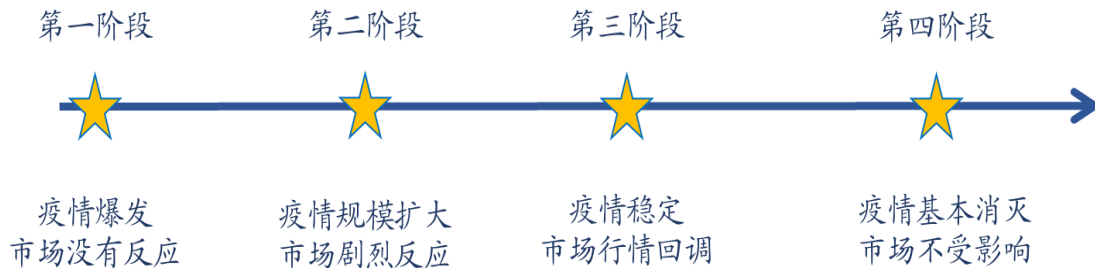 第一阶段
第二阶段
第三阶段
第四阶段
疫情爆发
市场没有反应
疫情规模扩大
市场剧烈反应
疫情稳定
市场行情回调
疫情基本消灭
市场不受影响